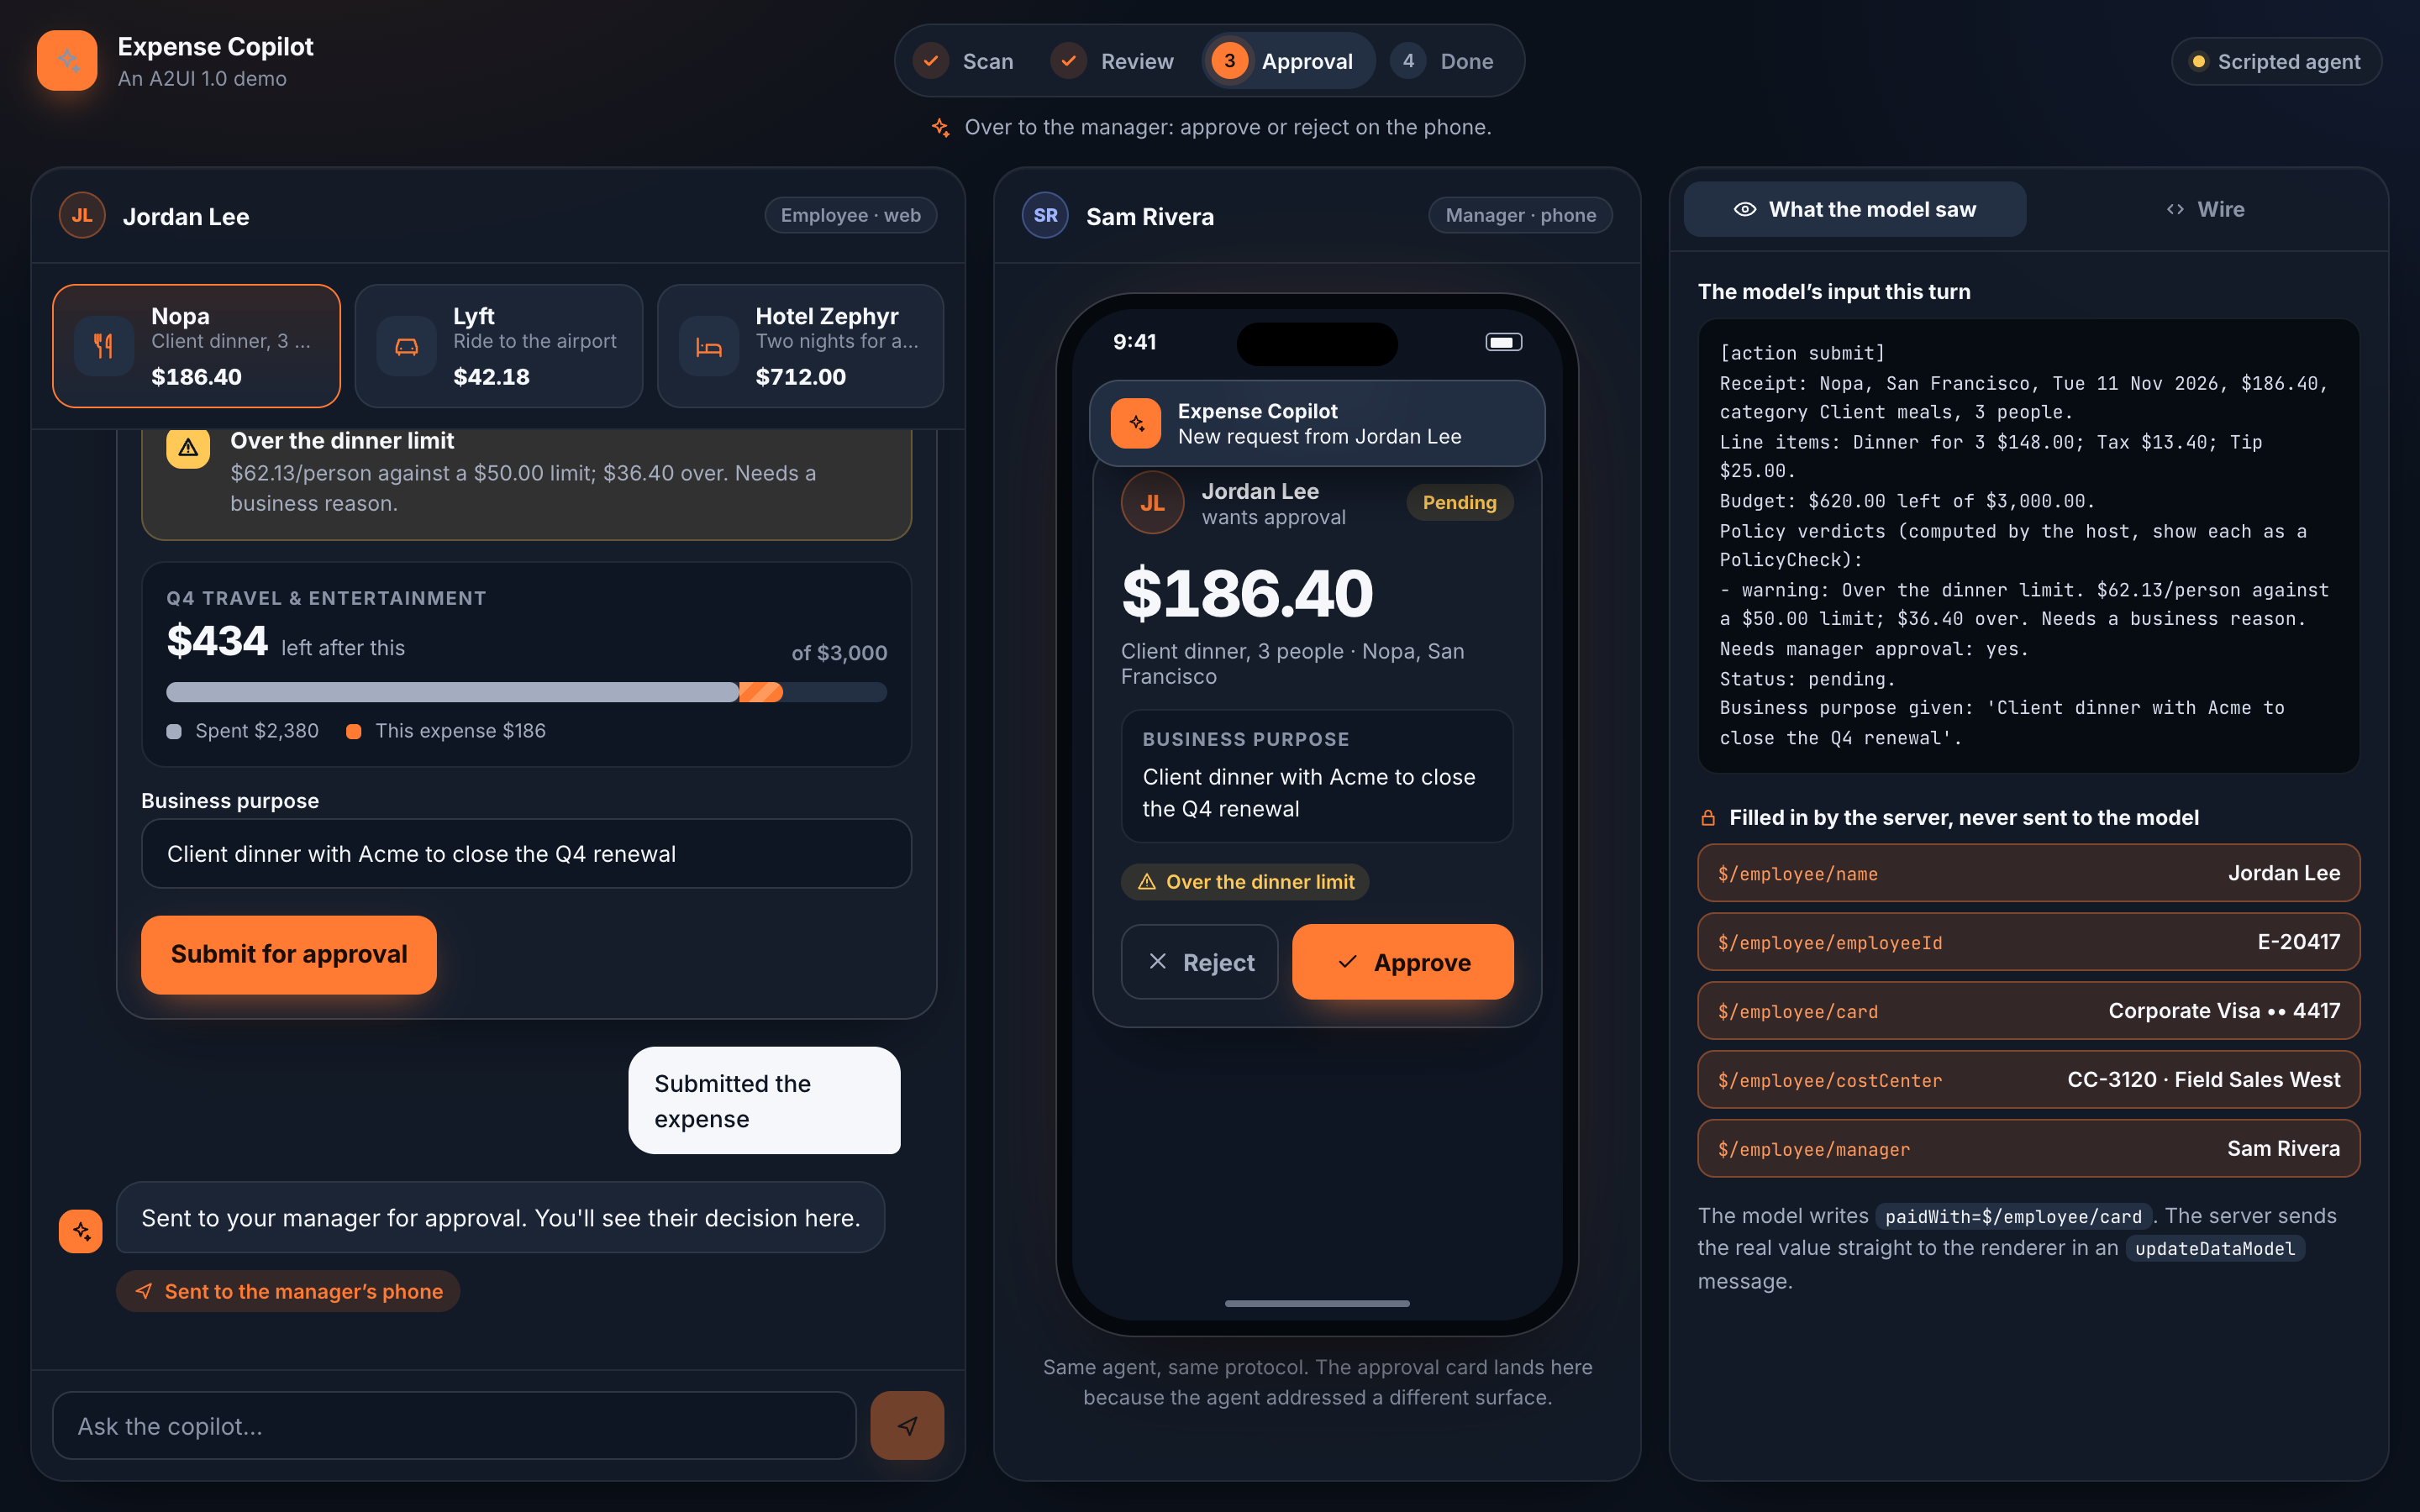 Expense Copilot
An A2UI 1.0 demo
Scan
Review
3
Approval
4
Done
Scripted agent
Over to the manager: approve or reject on the phone.
JL
Jordan Lee
Employee · web
Nopa
Client dinner, 3 ...
$186.40
Lyft
Ride to the airport
$42.18
Hotel Zephyr
Two nights for a...
$712.00
Over the dinner limit
$62.13/person against a $50.00 limit; $36.40 over. Needs a
business reason.
Q4 TRAVEL & ENTERTAINMENT
$434 left after this
of $3,000
Spent $2,380
This expense $186
Business purpose
Client dinner with Acme to close the Q4 renewal
Submit for approval
Submitted the
expense
Sent to your manager for approval. You'll see their decision here.
Sent to the manager’s phone
Ask the copilot...
SR
Sam Rivera
Manager · phone
9:41
Expense Copilot
New request from Jordan Lee
JL
Jordan Lee
wants approval
Pending
$186.40
Client dinner, 3 people · Nopa, San
Francisco
BUSINESS PURPOSE
Client dinner with Acme to close
the Q4 renewal
Over the dinner limit
Reject
Approve
Same agent, same protocol. The approval card lands here
because the agent addressed a different surface.
What the model saw
Wire
The model’s input this turn
[action submit]
Receipt: Nopa, San Francisco, Tue 11 Nov 2026, $186.40,
category Client meals, 3 people.
Line items: Dinner for 3 $148.00; Tax $13.40; Tip
$25.00.
Budget: $620.00 left of $3,000.00.
Policy verdicts (computed by the host, show each as a
PolicyCheck):
- warning: Over the dinner limit. $62.13/person against
a $50.00 limit; $36.40 over. Needs a business reason.
Needs manager approval: yes.
Status: pending.
Business purpose given: 'Client dinner with Acme to
close the Q4 renewal'.
Filled in by the server, never sent to the model
$/employee/name
Jordan Lee
$/employee/employeeId
E-20417
$/employee/card
Corporate Visa •• 4417
$/employee/costCenter
CC-3120 · Field Sales West
$/employee/manager
Sam Rivera
The model writes paidWith=$/employee/card. The server sends
the real value straight to the renderer in an updateDataModel
message.